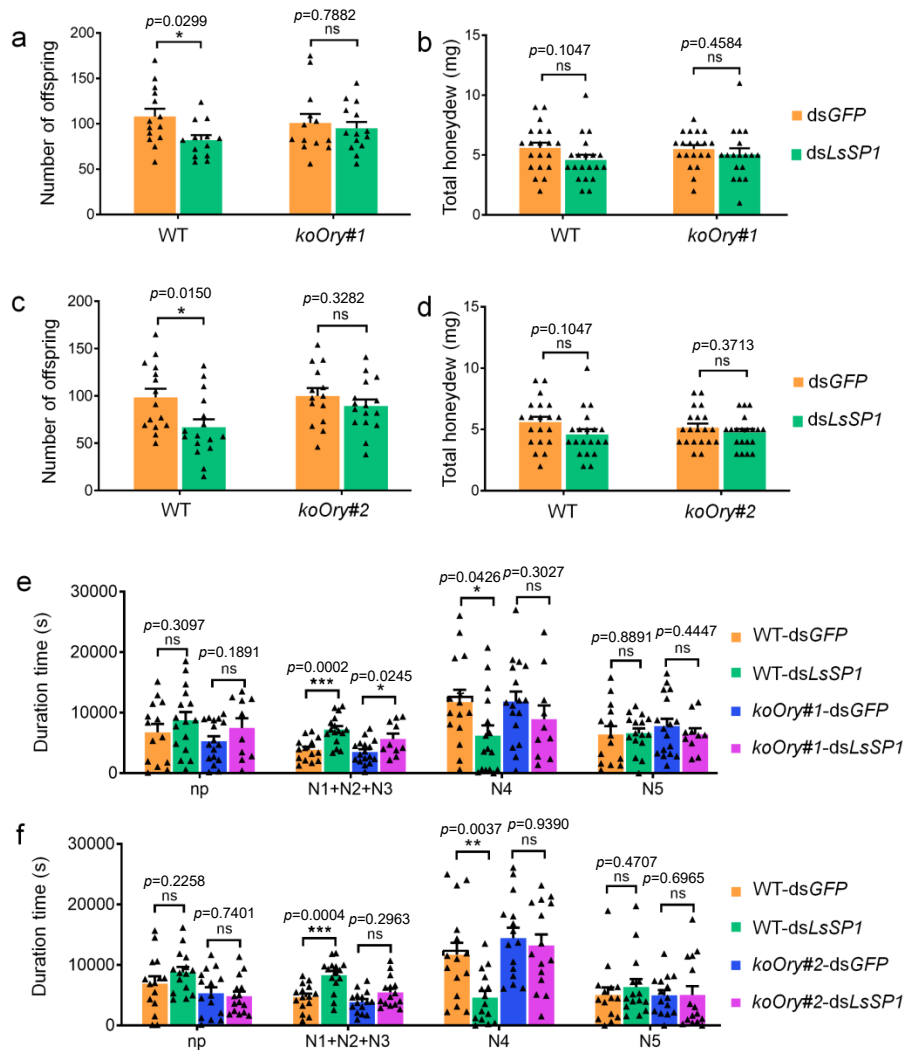 a
Number of offspring
200
150
100
50
0
p=0.0299
*
p=0.7882
ns
WT
koOry#1
b
Total honeydew (mg)
15
10
5
0
p=0.1047
ns
p=0.4584
ns
WT
koOry#1
dsGFP
dsLsSP1
c
Number of offspring
200
150
100
50
0
p=0.0150
*
p=0.3282
ns
WT
koOry#2
d
Total honeydew (mg)
15
10
5
0
p=0.1047
ns
p=0.3713
ns
WT
koOry#2
dsGFP
dsLsSP1
e
Duration time (s)
30000
20000
10000
0
p=0.3097
ns
p=0.1891
ns
p=0.0002
***
p=0.0245
*
p=0.0426
*
p=0.3027
ns
p=0.8891
ns
p=0.4447
ns
np
N1+N2+N3
N4
N5
WT-dsGFP
WT-dsLsSP1
koOry#1-dsGFP
koOry#1-dsLsSP1
f
Duration time (s)
30000
20000
10000
0
p=0.2258
ns
p=0.7401
ns
p=0.0004
***
p=0.2963
ns
p=0.0037
**
p=0.9390
ns
p=0.4707
ns
p=0.6965
ns
np
N1+N2+N3
N4
N5
WT-dsGFP
WT-dsLsSP1
koOry#2-dsGFP
koOry#2-dsLsSP1